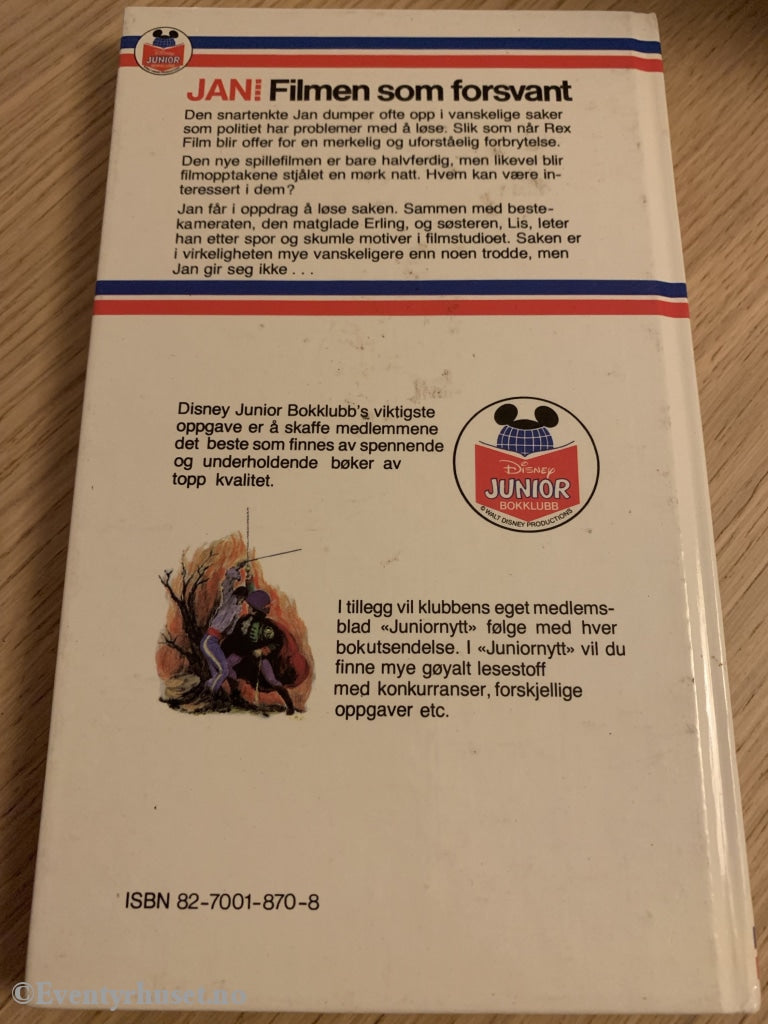 Disney
JUNIOR
BOKKLUBB
JAN Filmen som forsvant
Den snartenkte Jan dumper ofte opp i vanskelige saker
som politiet har problemer med å løse. Slik som når Rex
Film blir offer for en merkelig og uforståelig forbrytelse.
Den nye spillefilmen er bare halvferdig, men likevel blir
filmopptakene stjålet en mørk natt. Hvem kan være in-
teressert i dem?
Jan får i oppdrag å løse saken. Sammen med beste-
kameraten, den matglade Erling, og søsteren, Lis, leter
han etter spor og skumle motiver i filmstudioet. Saken er
i virkeligheten mye vanskeligere enn noen trodde, men
Jan gir seg ikke . . .
Disney Junior Bokklubb's viktigste
oppgave er å skaffe medlemmene
det beste som finnes av spennende
og underholdende bøker av
topp kvalitet.
Disney
JUNIOR
BOKKLUBB
© WALT DISNEY PRODUCTIONS
I tillegg vil klubbens eget medlems-
blad «Juniornytt» følge med hver
bokutsendelse. I «Juniornytt» vil du
finne mye gøyalt lesestoff
med konkurranser, forskjellige
oppgaver etc.
ISBN 82-7001-870-8
©Eventyrhuset.no